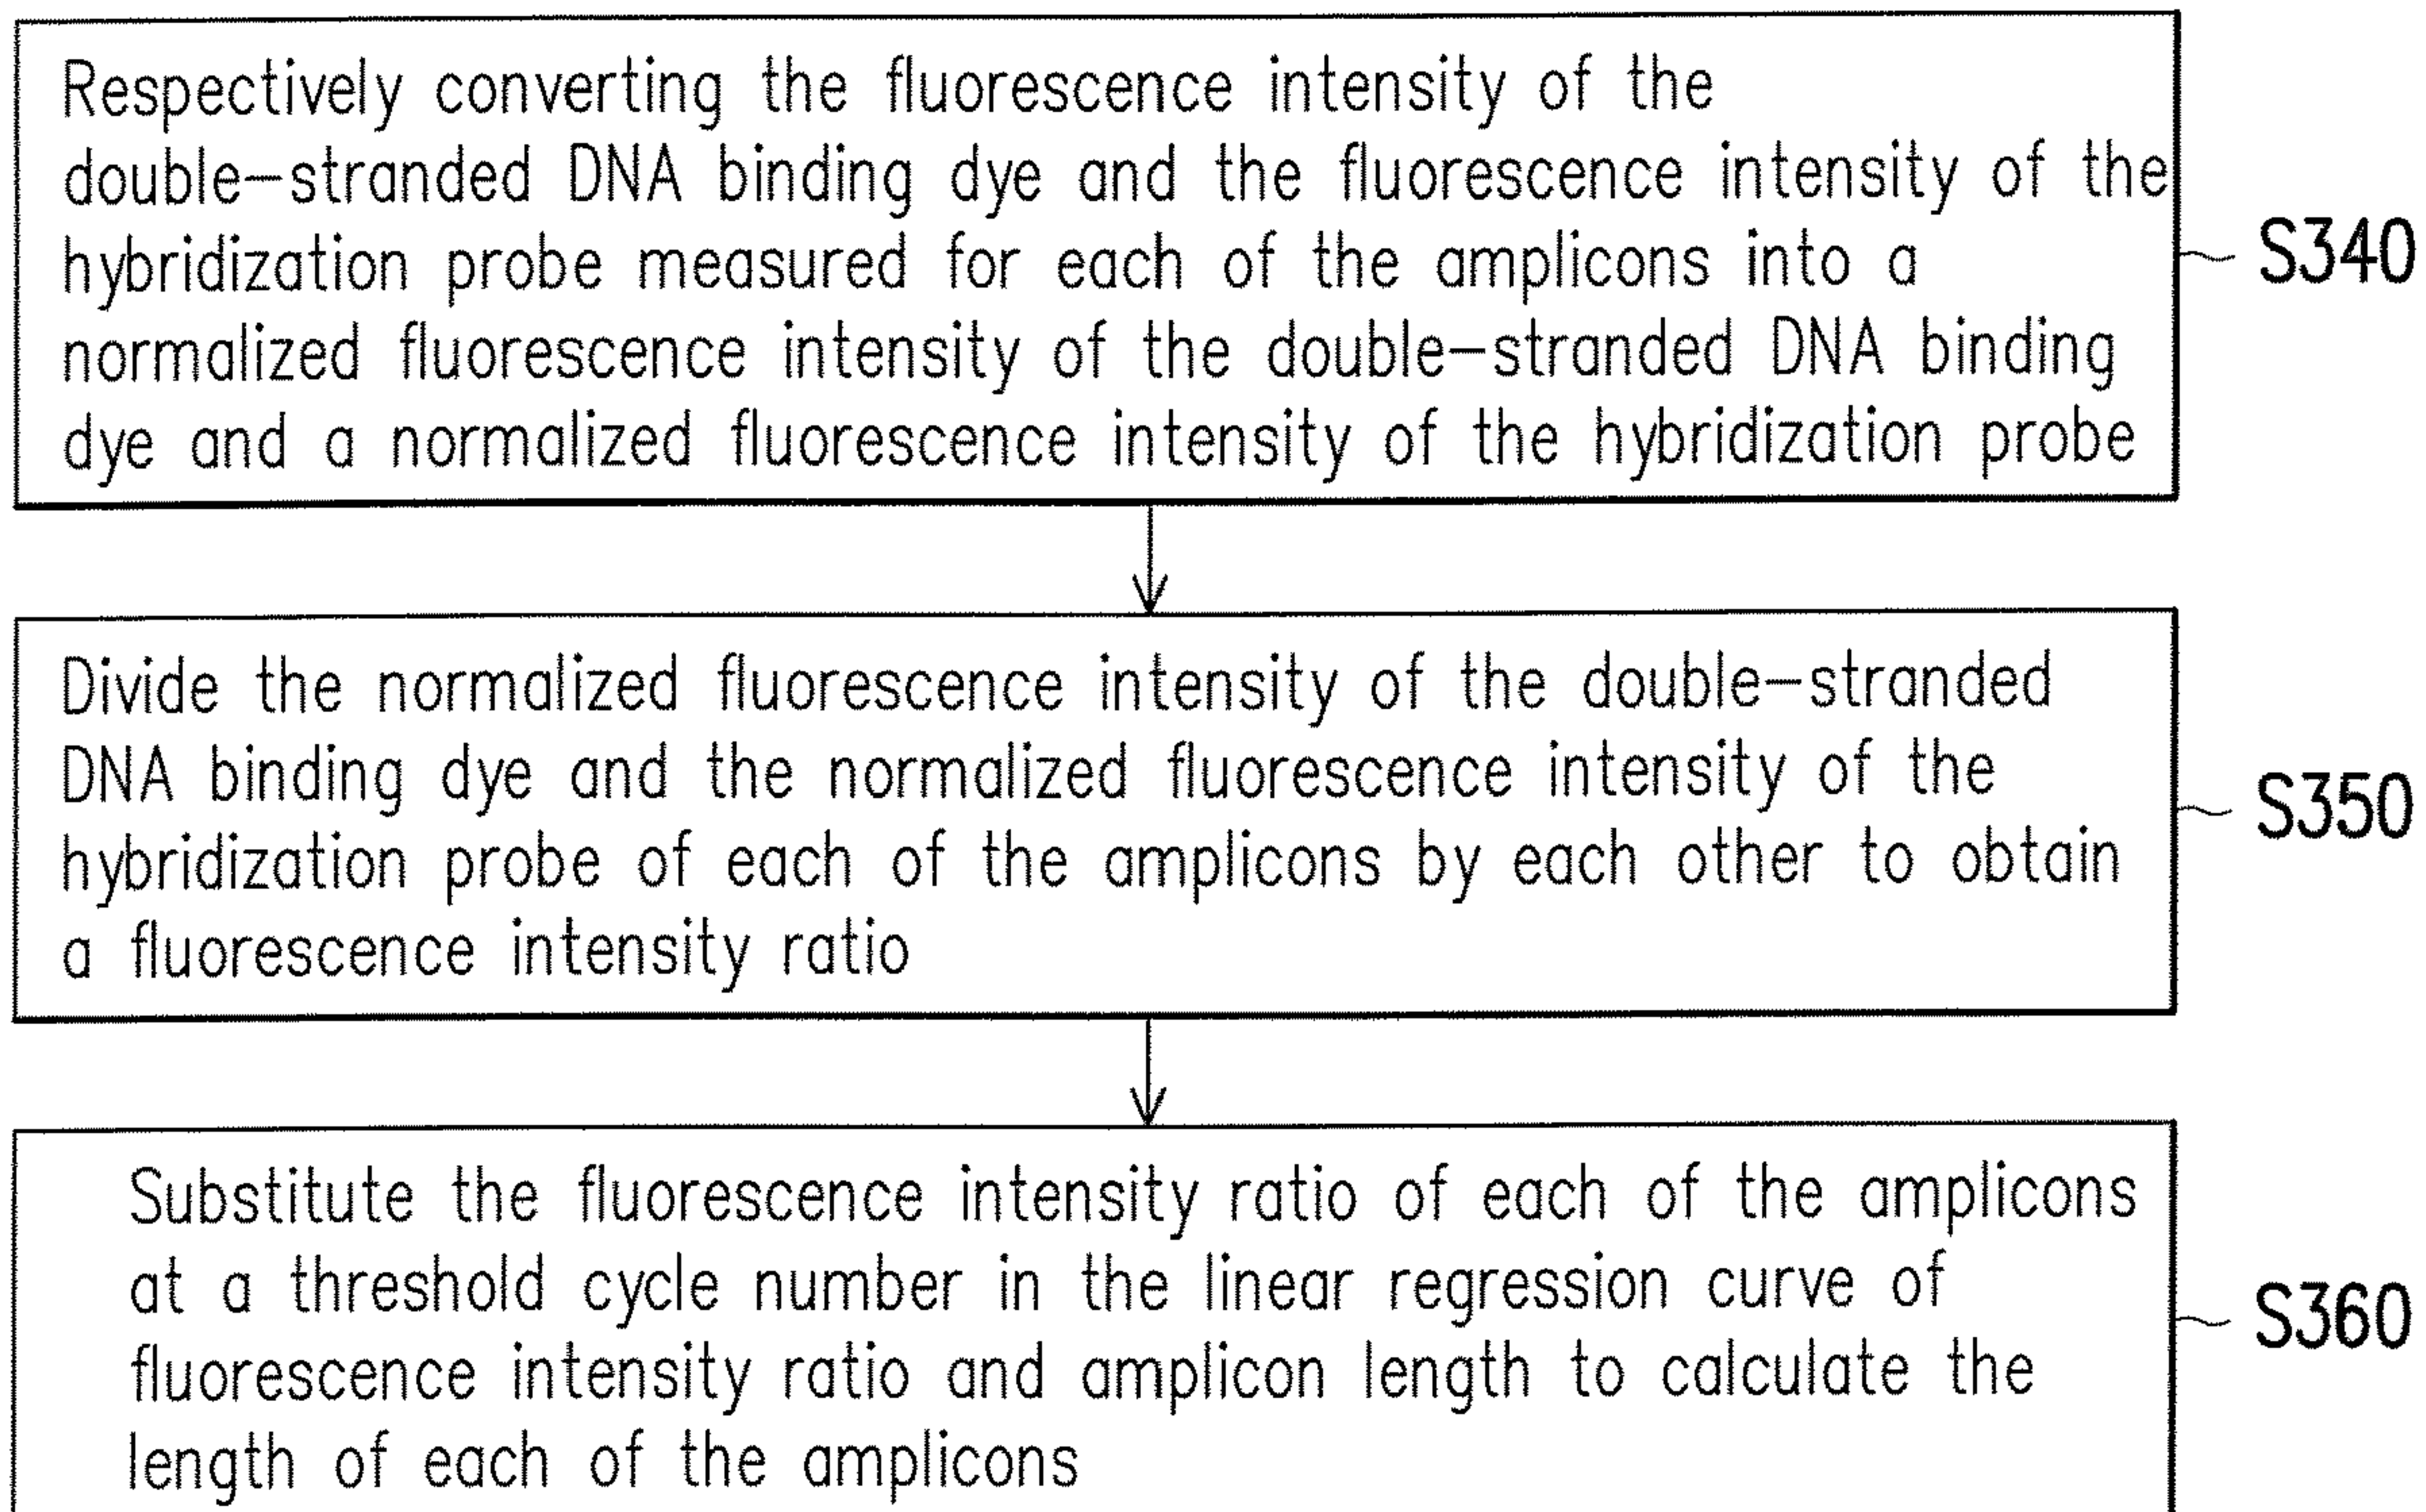 Respectively converting the fluorescence intensity of the
double-stranded DNA binding dye and the fluorescence intensity of the
hybridization probe measured for each of the amplicons into a
normalized fluorescence intensity of the double-stranded DNA binding
dye and a normalized fluorescence intensity of the hybridization probe
S340
Divide the normalized fluorescence intensity of the double-stranded
DNA binding dye and the normalized fluorescence intensity of the
hybridization probe of each of the amplicons by each other to obtain
a fluorescence intensity ratio
S350
Substitute the fluorescence intensity ratio of each of the amplicons
at a threshold cycle number in the linear regression curve of
fluorescence intensity ratio and amplicon length to calculate the
length of each of the amplicons
S360